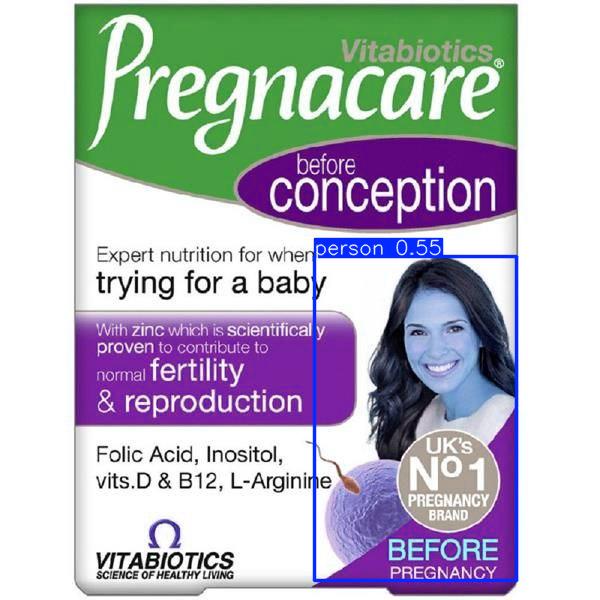 Vitabiotics
Pregnacare®
before
conception
Expert nutrition for when
trying for a baby
person 0.55
With zinc which is scientifically
proven to contribute to
normal fertility
& reproduction
Folic Acid, Inositol,
vits.D & B12, L-Arginine
UK's
Nº1
PREGNANCY
BRAND
BEFORE
PREGNANCY
VITABIOTICS
SCIENCE OF HEALTHY LIVING